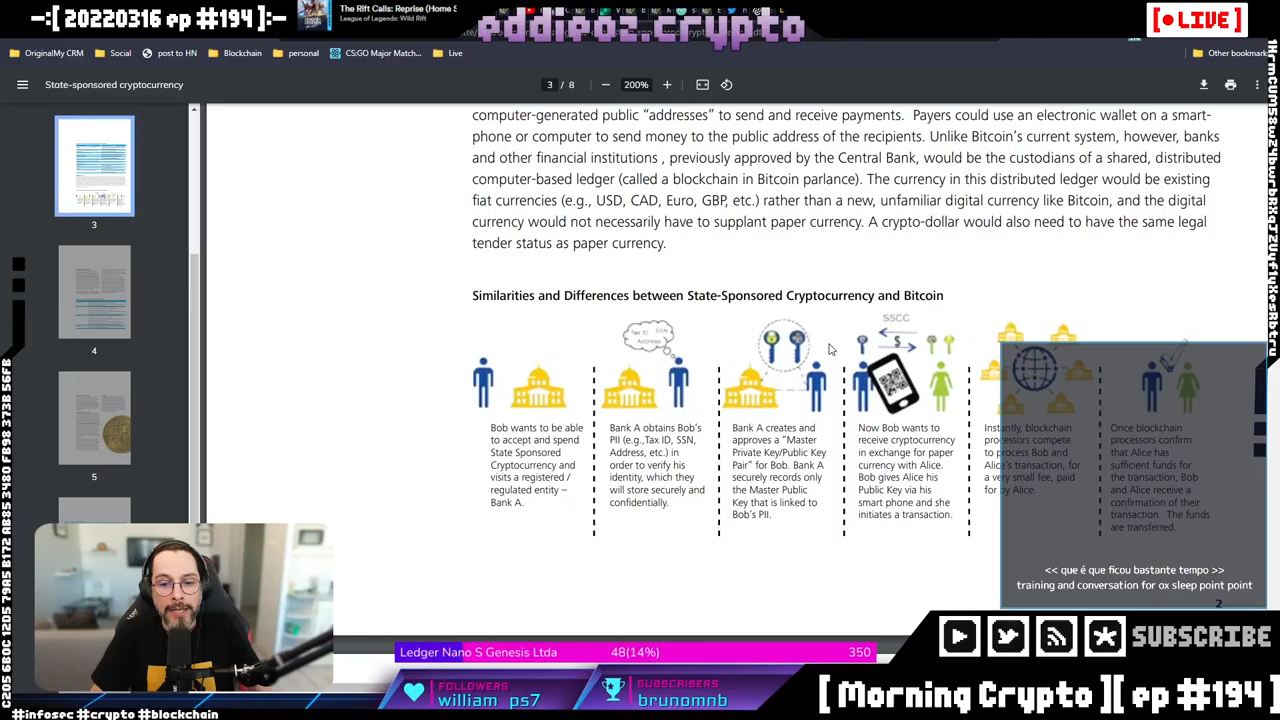 -:[ 20220316 ep #194 ]:-
The Rift Calls: Reprise (Home S
League of Legends: Wild Rift
eddieoz.crypto
[ LIVE ]
OriginalMy CRM
Social
post to HN
Blockchain
personal
CS:GO Major Match...
Live
Other bookmark
State-sponsored cryptocurrency
3 / 8
200%
computer-generated public “addresses” to send and receive payments. Payers could use an electronic wallet on a smart-
phone or computer to send money to the public address of the recipients. Unlike Bitcoin’s current system, however, banks
and other financial institutions , previously approved by the Central Bank, would be the custodians of a shared, distributed
computer-based ledger (called a blockchain in Bitcoin parlance). The currency in this distributed ledger would be existing
fiat currencies (e.g., USD, CAD, Euro, GBP, etc.) rather than a new, unfamiliar digital currency like Bitcoin, and the digital
currency would not necessarily have to supplant paper currency. A crypto-dollar would also need to have the same legal
tender status as paper currency.
3
4
5
Similarities and Differences between State-Sponsored Cryptocurrency and Bitcoin
Tax ID
SSN
Address
SSCC
$
Bob wants to be able
to accept and spend
State Sponsored
Cryptocurrency and
visits a registered /
regulated entity –
Bank A.
Bank A obtains Bob’s
PII (e.g.,Tax ID, SSN,
Address, etc.) in
order to verify his
identity, which they
will store securely and
confidentially.
Bank A creates and
approves a “Master
Private Key/Public Key
Pair” for Bob. Bank A
securely records only
the Master Public
Key that is linked to
Bob’s PII.
Now Bob wants to
receive cryptocurrency
in exchange for paper
currency with Alice.
Bob gives Alice his
Public Key via his
smart phone and she
initiates a transaction.
Instantly, blockchain
processors compete
to process Bob and
Alice’s transaction, for
a very small fee, paid
for by Alice.
Once blockchain
processors confirm
that Alice has
sufficient funds for
the transaction, Bob
and Alice receive a
confirmation of their
transaction. The funds
are transferred.
<< que é que ficou bastante tempo >>
training and conversation for ox sleep point point
2
Ledger Nano S Genesis Ltda
48(14%)
350
FOLLOWERS
william_ps7
SUBSCRIBERS
brunomnb
SUBSCRIBE
[ Morning Crypto ][ ep #194 ]
#infosec #crypto #blockchain